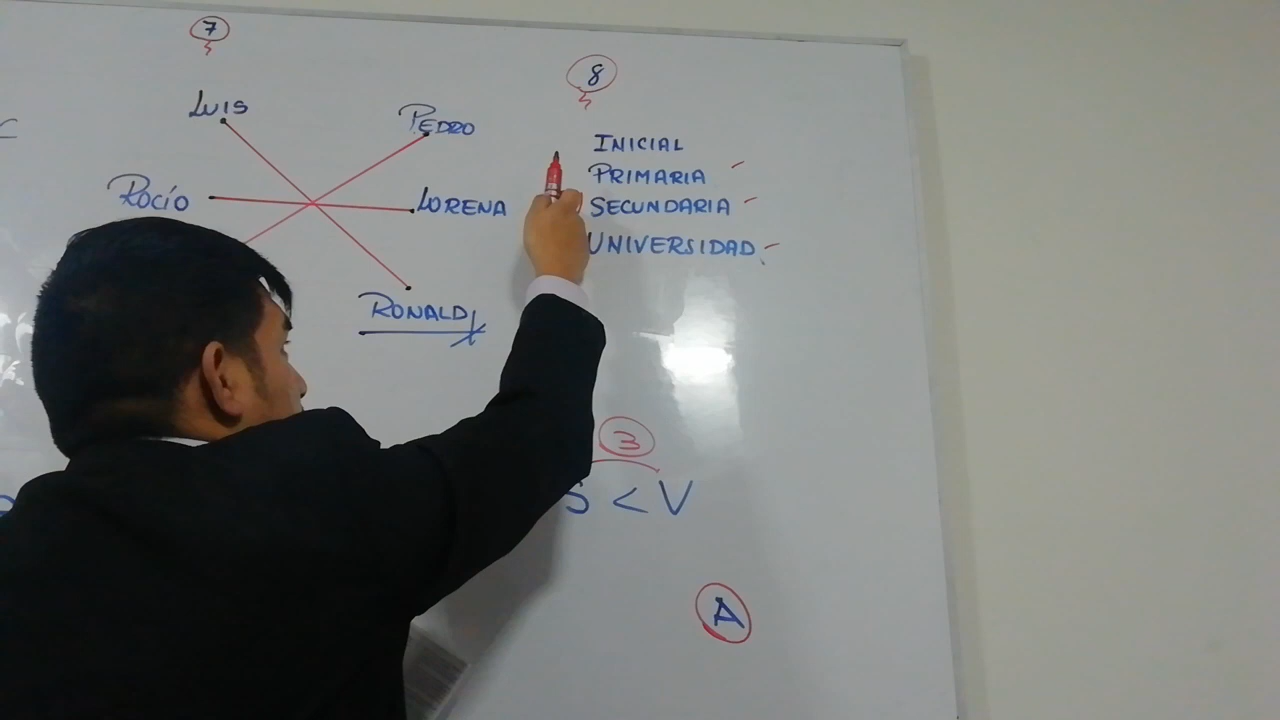 7
LUIS
PEDRO
ROCÍO
LORENA
RONALD
8
INICIAL
PRIMARIA
SECUNDARIA
UNIVERSIDAD
3
S < V
A